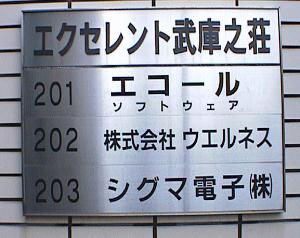 エクセレント武庫之荘
201 エコール
ソフトウェア
202 株式会社 ウエルネス
203 シグマ電子㈱